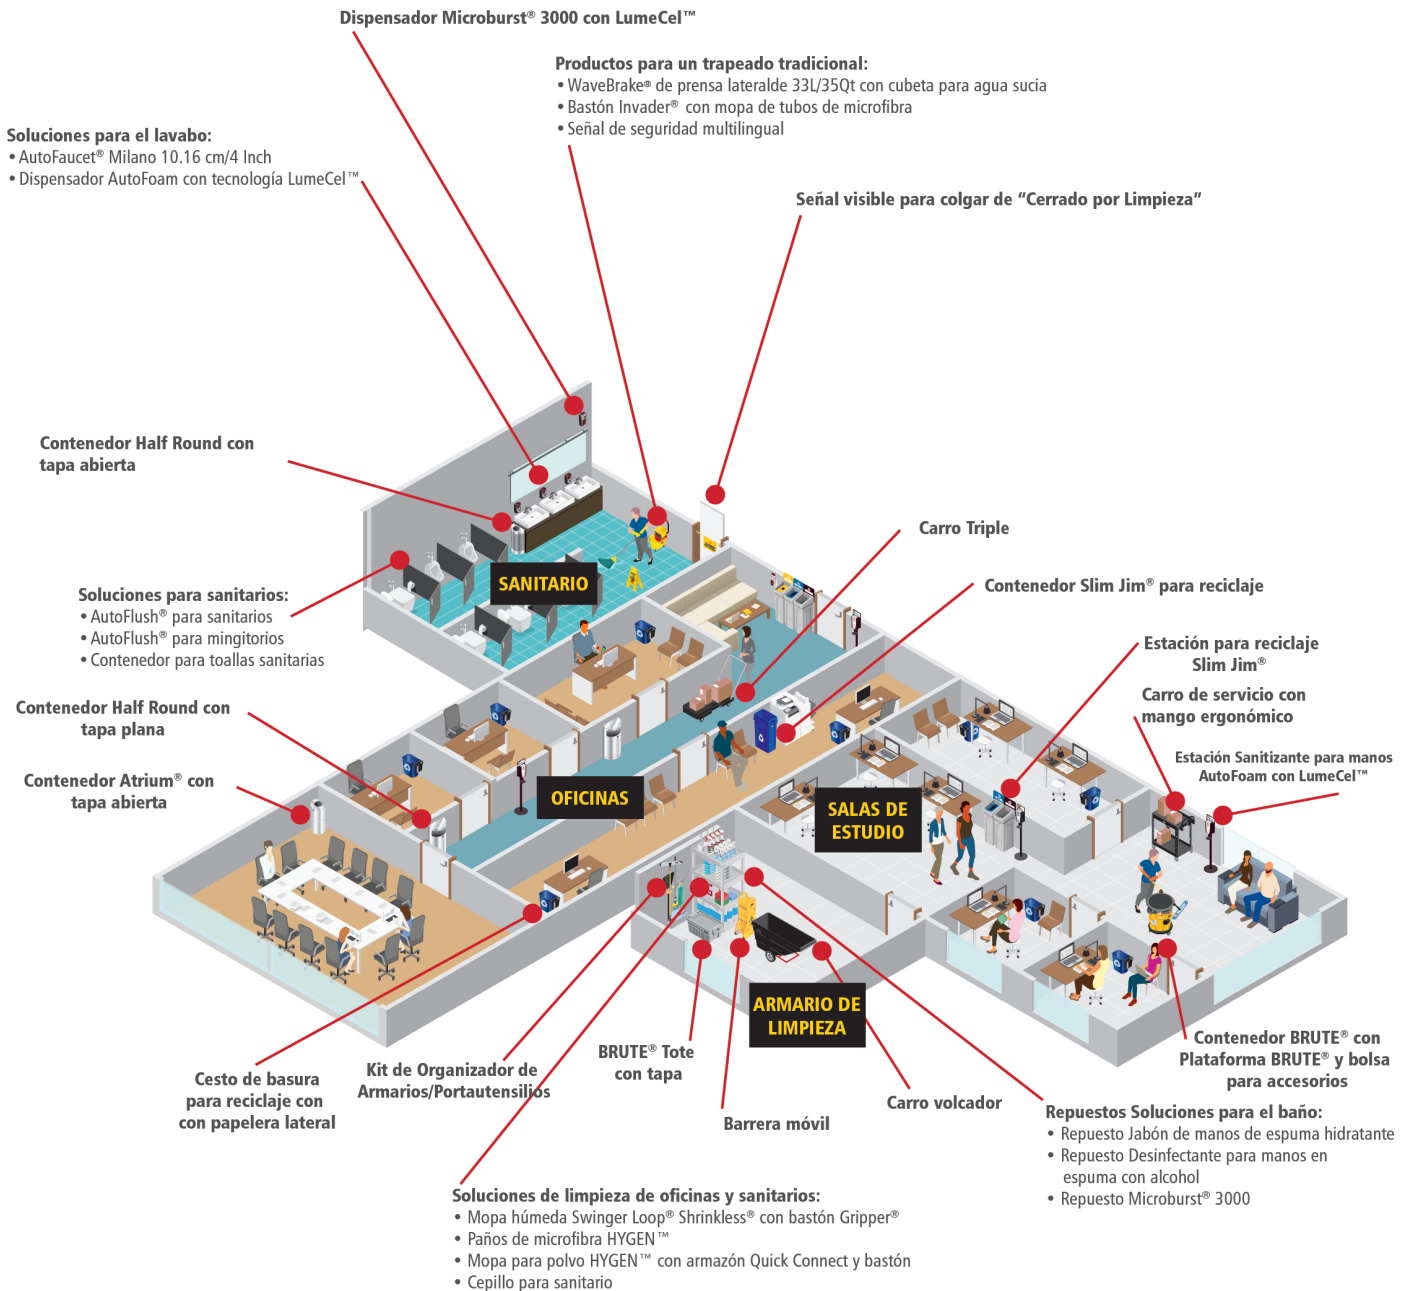 Dispensador Microburst® 3000 con LumeCel™
Productos para un trapeado tradicional:
• WaveBrake® de prensa lateralde 33L/35Qt con cubeta para agua sucia
• Bastón Invader® con mopa de tubos de microfibra
• Señal de seguridad multilingual
Soluciones para el lavabo:
• AutoFaucet® Milano 10.16 cm/4 Inch
• Dispensador AutoFoam con tecnología LumeCel™
Señal visible para colgar de “Cerrado por Limpieza”
Contenedor Half Round con
tapa abierta
Carro Triple
Contenedor Slim Jim® para reciclaje
SANITARIO
Soluciones para sanitarios:
• AutoFlush® para sanitarios
• AutoFlush® para mingitorios
• Contenedor para toallas sanitarias
Estación para reciclaje
Slim Jim®
Carro de servicio con
mango ergonómico
Contenedor Half Round con
tapa plana
Estación Sanitizante para manos
AutoFoam con LumeCel™
Contenedor Atrium® con
tapa abierta
OFICINAS
SALAS DE
ESTUDIO
ARMARIO DE
LIMPIEZA
Contenedor BRUTE® con
Plataforma BRUTE® y bolsa
para accesorios
BRUTE® Tote
con tapa
Kit de Organizador de
Armarios/Portautensilios
Cesto de basura
para reciclaje con
con papelera lateral
Carro volcador
Barrera móvil
Repuestos Soluciones para el baño:
• Repuesto Jabón de manos de espuma hidratante
• Repuesto Desinfectante para manos en
espuma con alcohol
• Repuesto Microburst® 3000
Soluciones de limpieza de oficinas y sanitarios:
• Mopa húmeda Swinger Loop® Shrinkless® con bastón Gripper®
• Paños de microfibra HYGEN™
• Mopa para polvo HYGEN™ con armazón Quick Connect y bastón
• Cepillo para sanitario